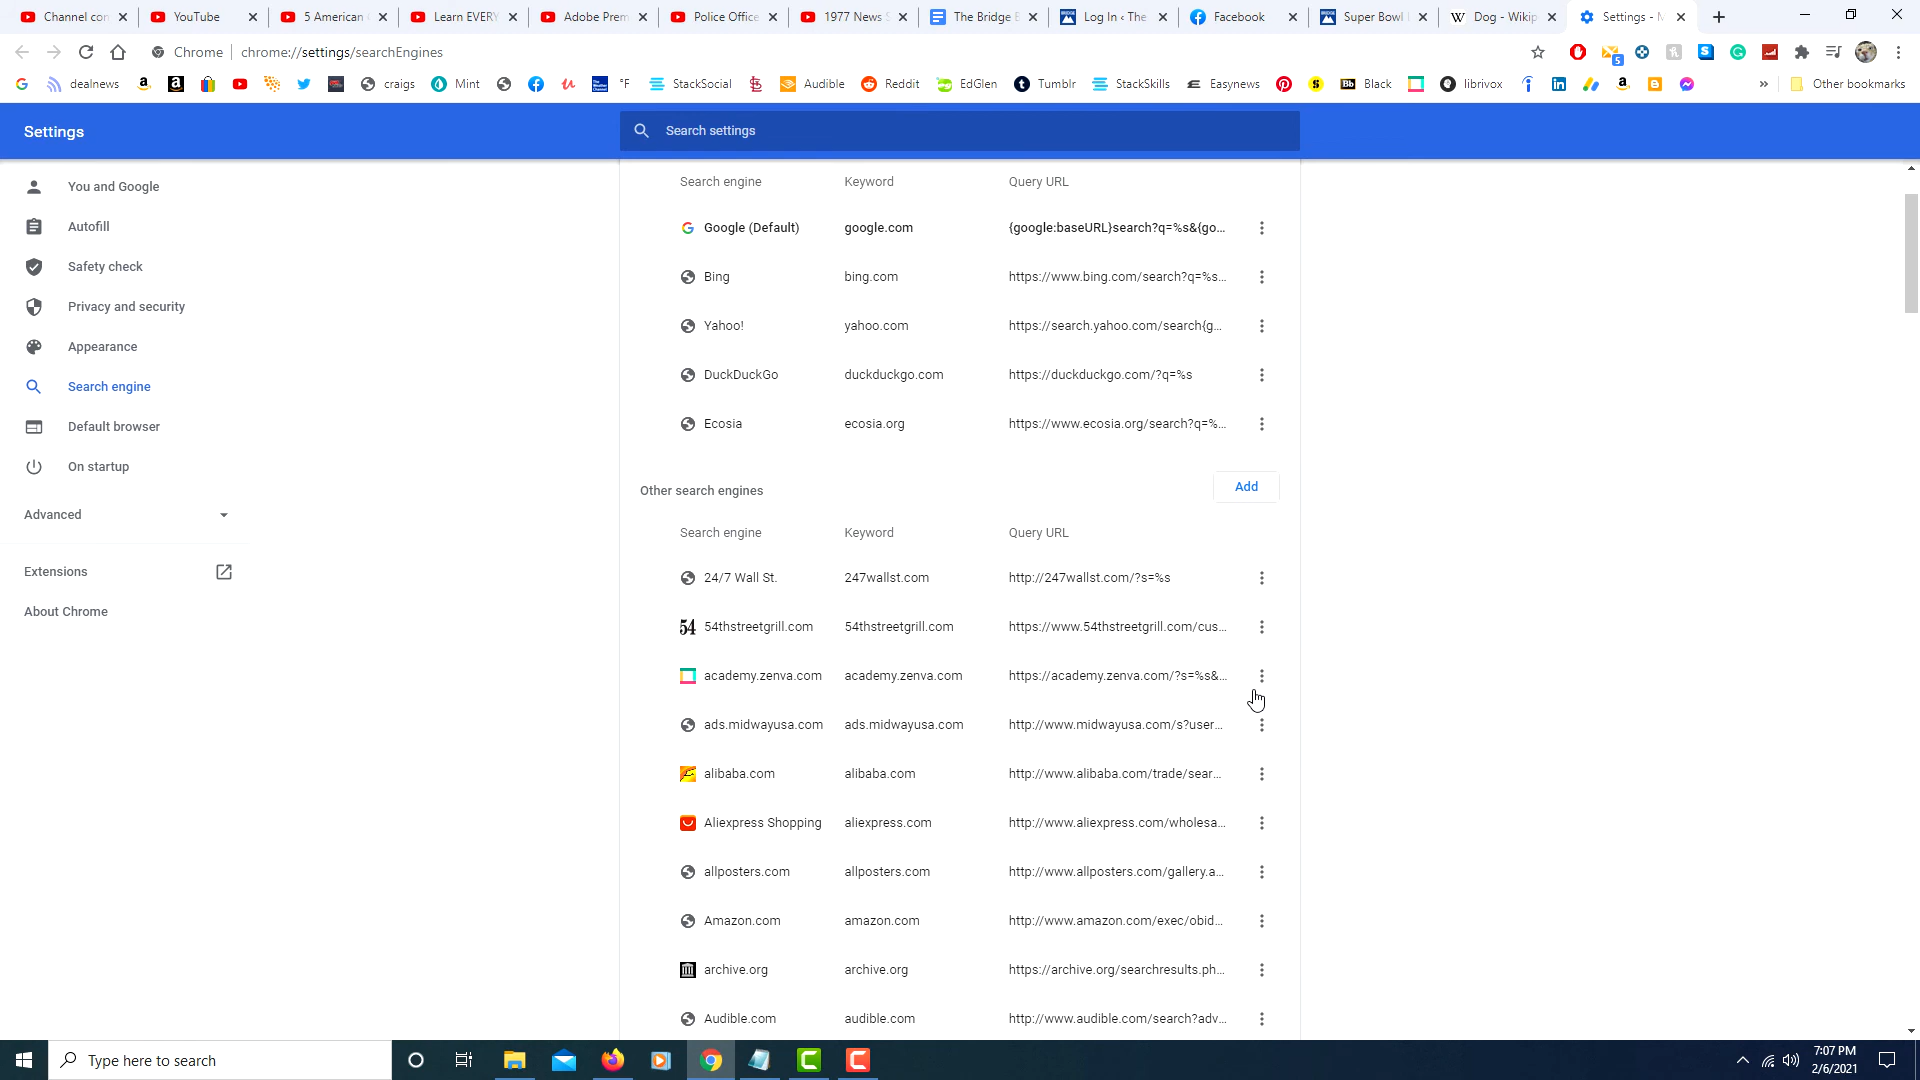 Channel con
YouTube
5 American
Learn EVERY
Adobe Prem
Police Office
1977 News S
The Bridge E
Log In ‹ The
Facebook
Super Bowl
Dog - Wikip
Settings - M
Chrome
chrome://settings/searchEngines
5
dealnews
craigs
Mint
°F
StackSocial
Audible
Reddit
EdGlen
Tumblr
StackSkills
Easynews
Black
librivox
»
Other bookmarks
Settings
Search settings
You and Google
Autofill
Safety check
Privacy and security
Appearance
Search engine
Default browser
On startup
Advanced
Extensions
About Chrome
Search engine Keyword Query URL
Google (Default) google.com {google:baseURL}search?q=%s&{go...
Bing bing.com https://www.bing.com/search?q=%s...
Yahoo! yahoo.com https://search.yahoo.com/search{g...
DuckDuckGo duckduckgo.com https://duckduckgo.com/?q=%s
Ecosia ecosia.org https://www.ecosia.org/search?q=%...
Other search engines
Add
Search engine Keyword Query URL
24/7 Wall St. 247wallst.com http://247wallst.com/?s=%s
54 54thstreetgrill.com 54thstreetgrill.com https://www.54thstreetgrill.com/cus...
academy.zenva.com academy.zenva.com https://academy.zenva.com/?s=%s&...
ads.midwayusa.com ads.midwayusa.com http://www.midwayusa.com/s?user...
alibaba.com alibaba.com http://www.alibaba.com/trade/sear...
Aliexpress Shopping aliexpress.com http://www.aliexpress.com/wholesa...
allposters.com allposters.com http://www.allposters.com/gallery.a...
Amazon.com amazon.com http://www.amazon.com/exec/obid...
archive.org archive.org https://archive.org/searchresults.ph...
Audible.com audible.com http://www.audible.com/search?adv...
Type here to search
7:07 PM
2/6/2021